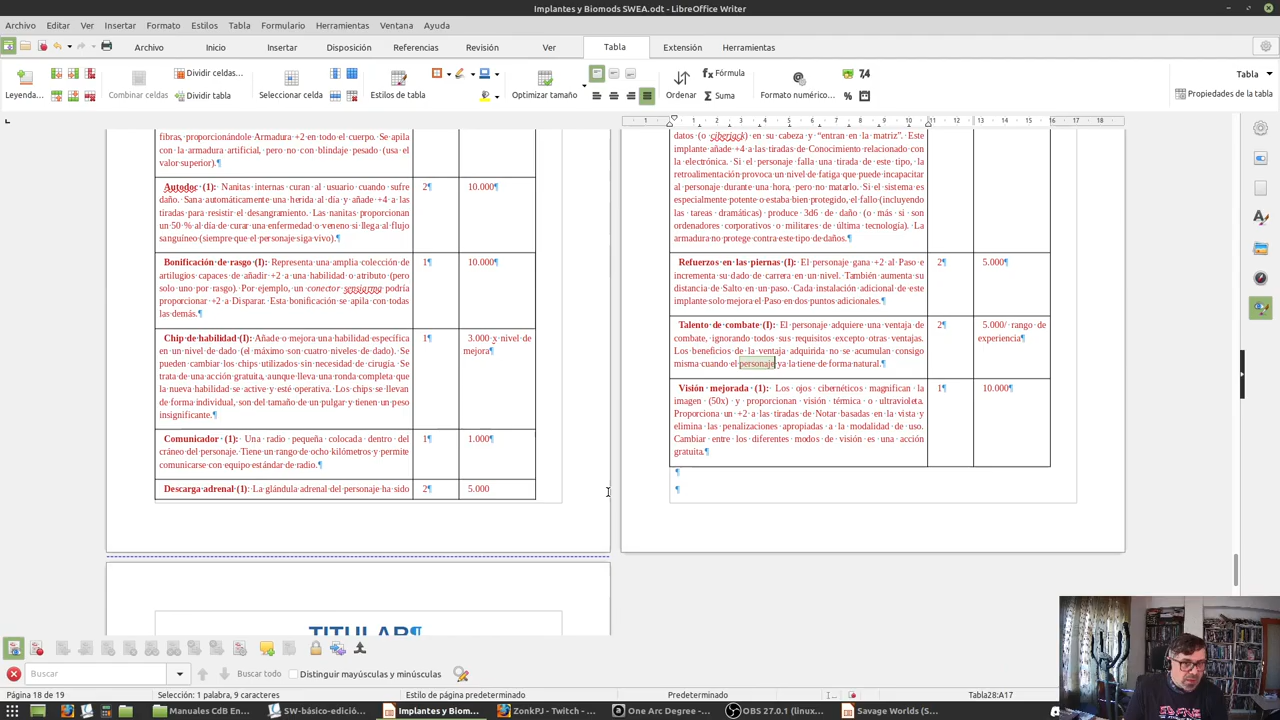 Implantes y Biomods SWEA.odt - LibreOffice Writer
Archivo Editar Ver Insertar Formato Estilos Tabla Formulario Herramientas Ventana Ayuda
Archivo Inicio Insertar Disposición Referencias Revisión Ver Tabla Extensión Herramientas
Leyenda... Dividir celdas... Combinar celdas Dividir tabla Seleccionar celda Estilos de tabla Optimizar tamaño Ordenar Fórmula Suma Formato numérico... 7,4 % Tabla Propiedades de la tabla
1 1 2 3 4 5 6 7 8 9 10 11 12 13 14 15 16 17 18
fibras, proporcionándole Armadura +2 en todo el cuerpo. Se apila
con la armadura artificial, pero no con blindaje pesado (usa el
valor superior).¶
Autodoc (1): Nanitas internas curan al usuario cuando sufre
daño. Sana automáticamente una herida al día y añade +4 a las
tiradas para resistir el desangramiento. Las nanitas proporcionan
un 50 % al día de curar una enfermedad o veneno si llega al flujo
sanguíneo (siempre que el personaje siga vivo).¶
2¶
10.000¶
Bonificación de rasgo (I): Representa una amplia colección de
artilugios capaces de añadir +2 a una habilidad o atributo (pero
solo uno por rasgo). Por ejemplo, un conector sensiarma podría
proporcionar +2 a Disparar. Esta bonificación se apila con todas
las demás.¶
1¶
10.000¶
Chip de habilidad (I): Añade o mejora una habilidad específica
en un nivel de dado (el máximo son cuatro niveles de dado). Se
pueden cambiar los chips utilizados sin necesidad de cirugía. Se
trata de una acción gratuita, aunque lleva una ronda completa que
la nueva habilidad se active y esté operativa. Los chips se llevan
de forma individual, son del tamaño de un pulgar y tienen un peso
insignificante.¶
1¶
3.000 x nivel de
mejora¶
Comunicador (1): Una radio pequeña colocada dentro del
cráneo del personaje. Tiene un rango de ocho kilómetros y permite
comunicarse con equipo estándar de radio.¶
1¶
1.000¶
Descarga adrenal (1): La glándula adrenal del personaje ha sido
2¶
5.000
TITULAR¶
datos (o ciberjack) en su cabeza y “entran en la matriz”. Este
implante añade +4 a las tiradas de Conocimiento relacionado con
la electrónica. Si el personaje falla una tirada de este tipo, la
retroalimentación provoca un nivel de fatiga que puede incapacitar
al personaje durante una hora, pero no matarlo. Si el sistema es
especialmente potente o estaba bien protegido, el fallo (incluyendo
las tareas dramáticas) produce 3d6 de daño (o más si son
ordenadores corporativos o militares de última tecnología). La
armadura no protege contra este tipo de daños.¶
Refuerzos en las piernas (I): El personaje gana +2 al Paso e
incrementa su dado de carrera en un nivel. También aumenta su
distancia de Salto en un paso. Cada instalación adicional de este
implante solo mejora el Paso en dos puntos adicionales.¶
2¶
5.000¶
Talento de combate (I): El personaje adquiere una ventaja de
combate, ignorando todos sus requisitos excepto otras ventajas.
Los beneficios de la ventaja adquirida no se acumulan consigo
misma cuando el personaje ya la tiene de forma natural.¶
2¶
5.000/ rango de
experiencia¶
Visión mejorada (1): Los ojos cibernéticos magnifican la
imagen (50x) y proporcionan visión térmica o ultravioleta.
Proporciona un +2 a las tiradas de Notar basadas en la vista y
elimina las penalizaciones apropiadas a la modalidad de uso.
Cambiar entre los diferentes modos de visión es una acción
gratuita.¶
1¶
10.000¶
¶
¶
Buscar Buscar todo Distinguir mayúsculas y minúsculas
Página 18 de 19 Selección: 1 palabra, 9 caracteres Estilo de página predeterminado Predeterminado Tabla28:A17
Manuales CdB En... SW-básico-edició... Implantes y Biom... ZonkPJ - Twitch - ... One Arc Degree - ... OBS 27.0.1 (linux... Savage Worlds (S...